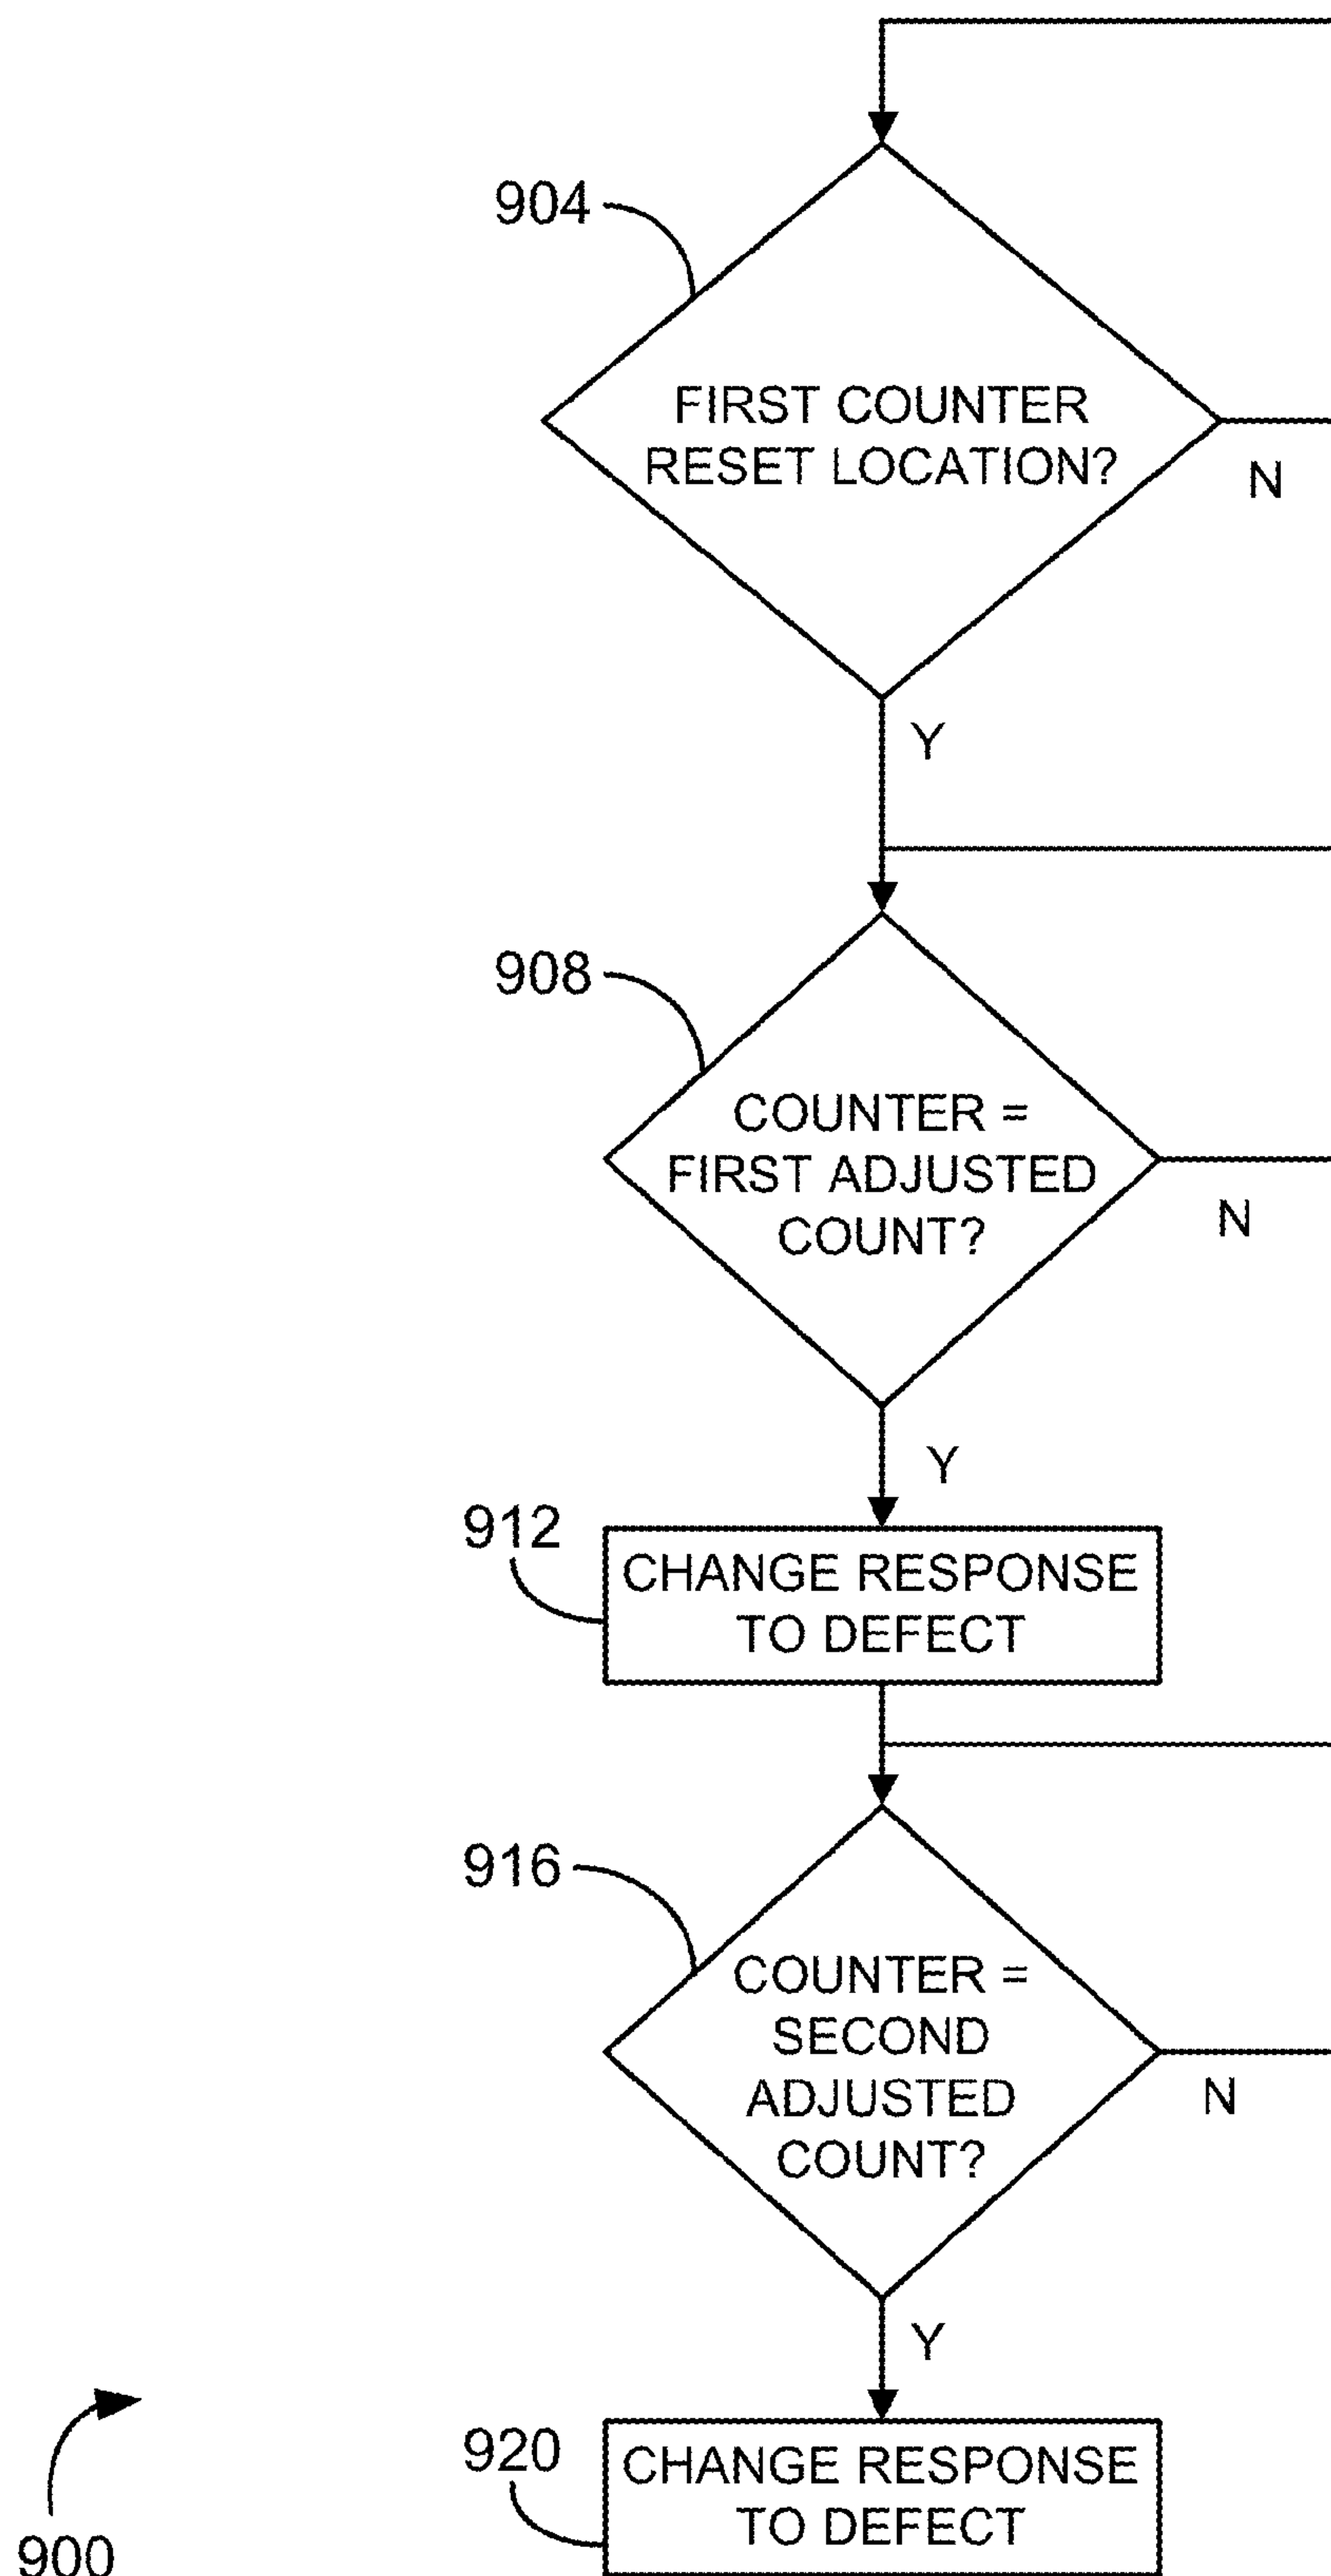 904
FIRST COUNTER
RESET LOCATION?
N
Y
908
COUNTER =
FIRST ADJUSTED
COUNT?
N
Y
912
CHANGE RESPONSE
TO DEFECT
916
COUNTER =
SECOND
ADJUSTED
COUNT?
N
Y
920
CHANGE RESPONSE
TO DEFECT
900